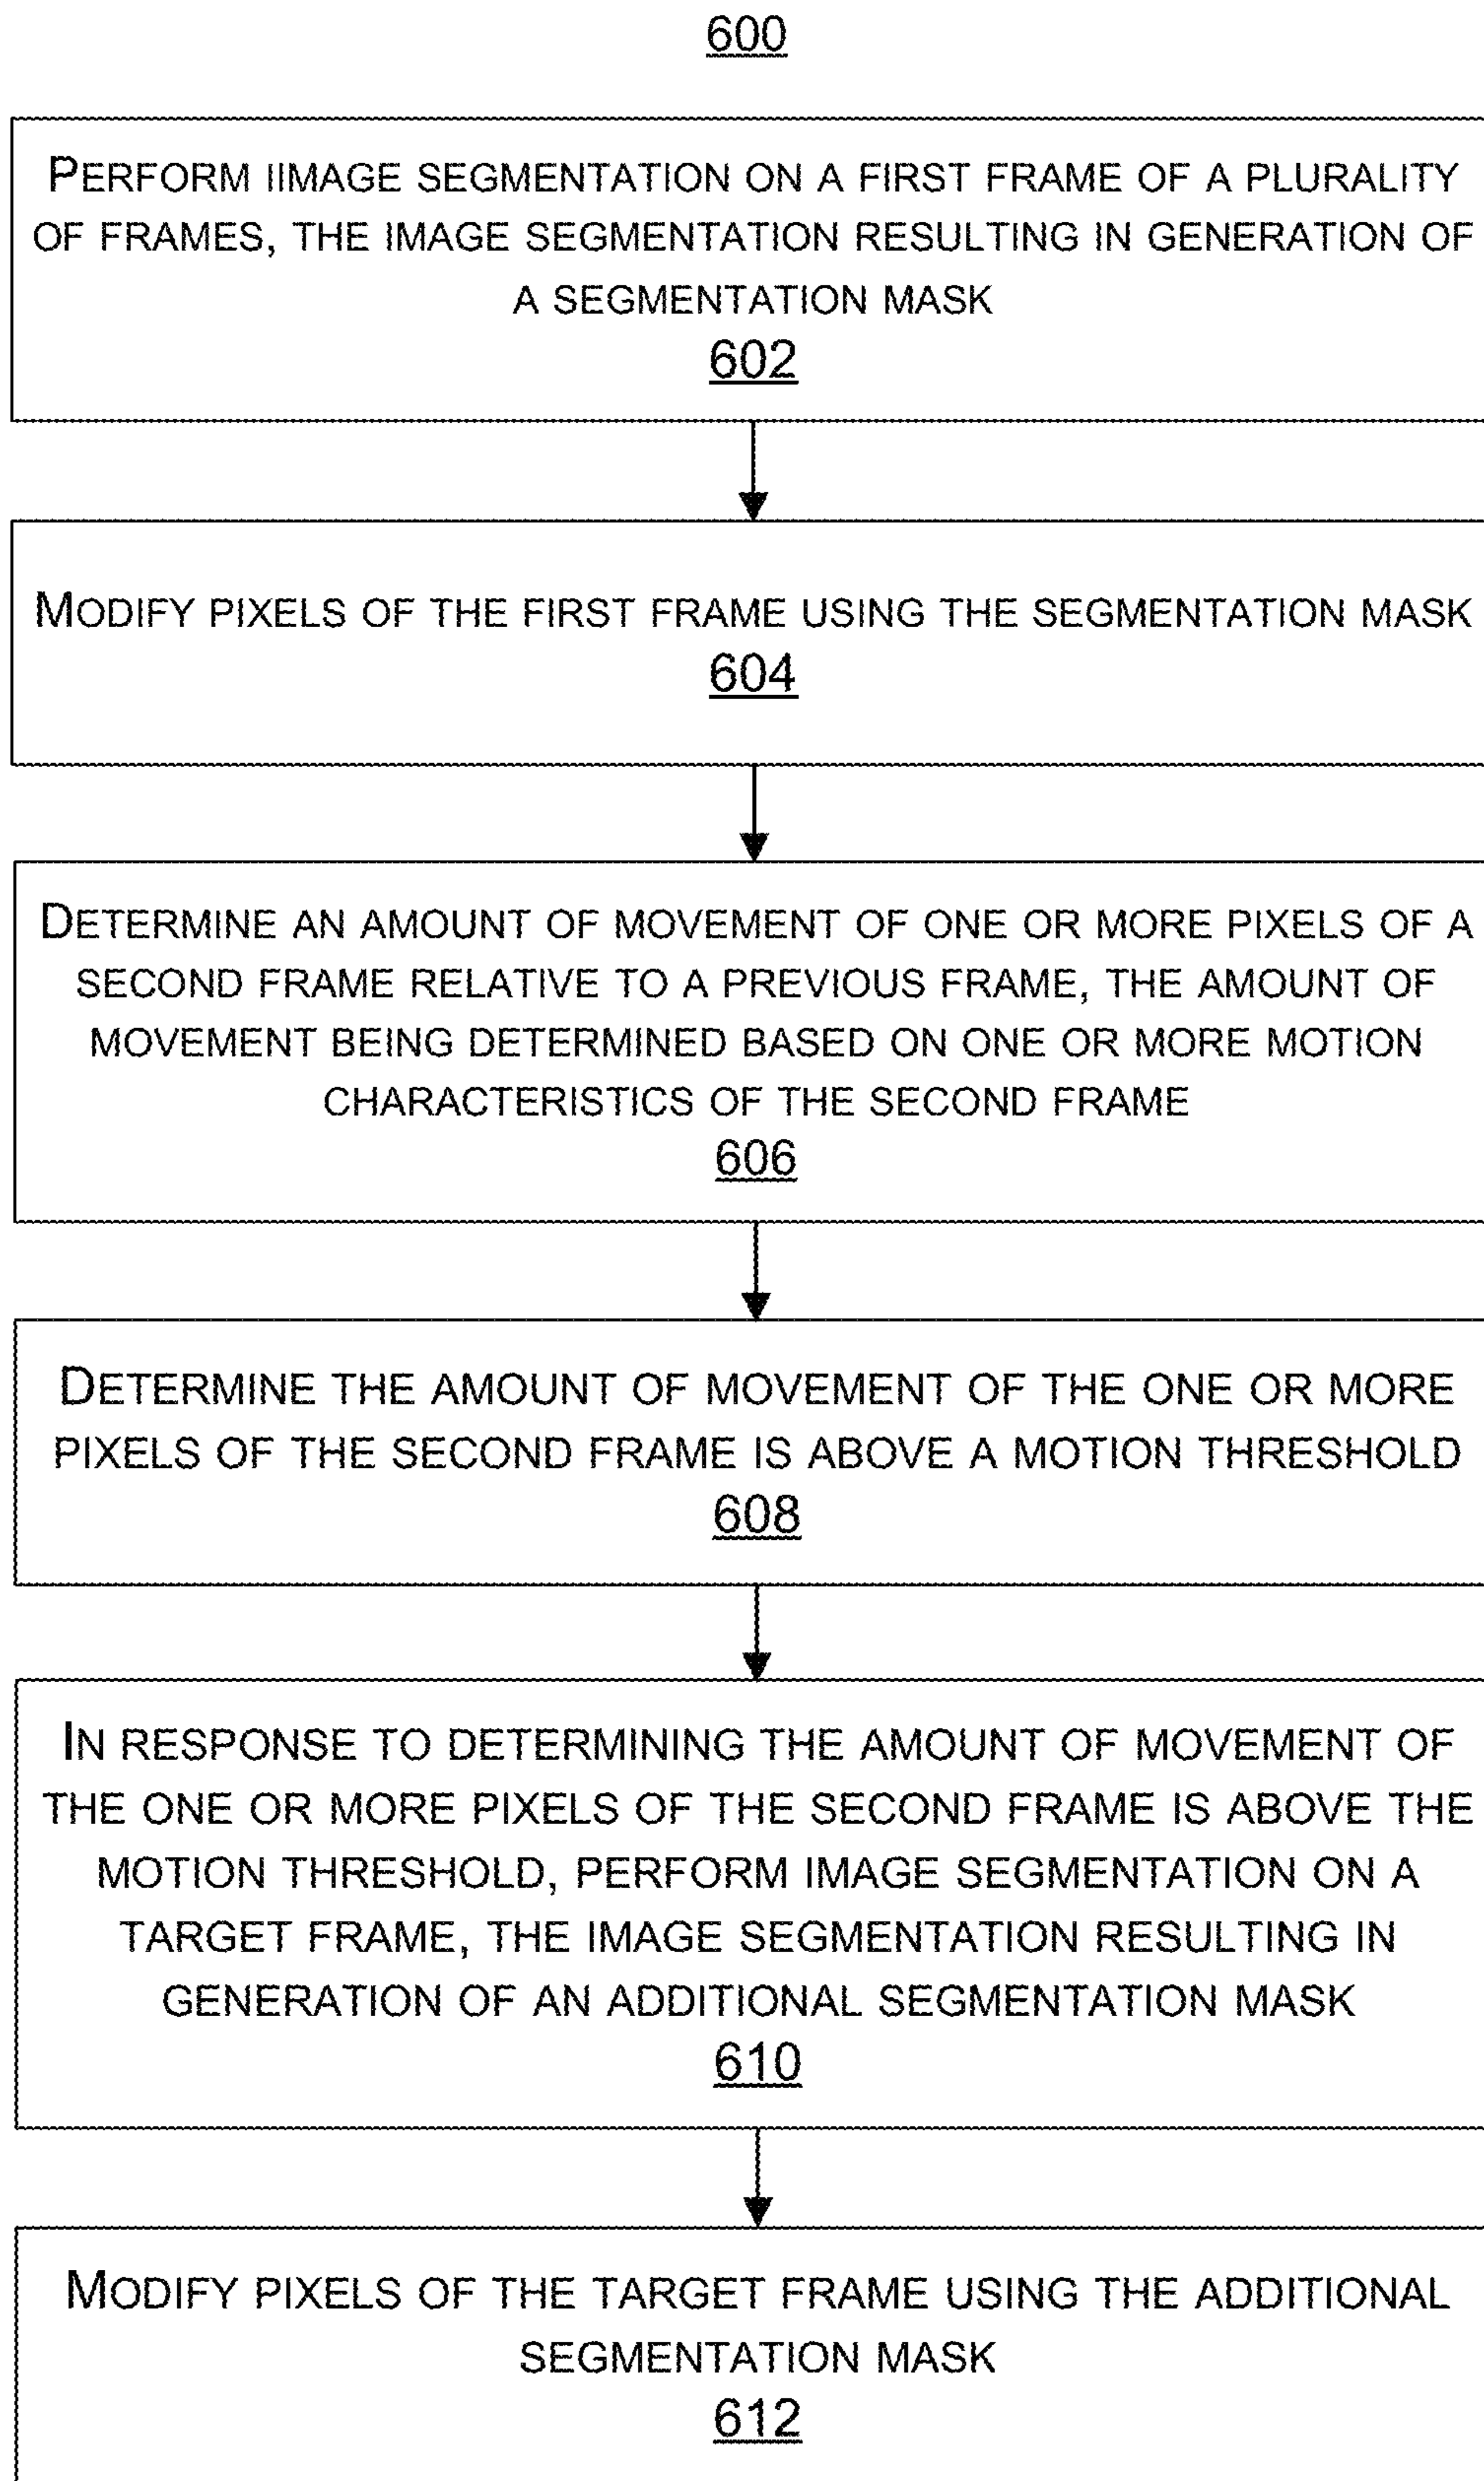 600
PERFORM IIMAGE SEGMENTATION ON A FIRST FRAME OF A PLURALITY
OF FRAMES, THE IMAGE SEGMENTATION RESULTING IN GENERATION OF
A SEGMENTATION MASK
602
MODIFY PIXELS OF THE FIRST FRAME USING THE SEGMENTATION MASK
604
DETERMINE AN AMOUNT OF MOVEMENT OF ONE OR MORE PIXELS OF A
SECOND FRAME RELATIVE TO A PREVIOUS FRAME, THE AMOUNT OF
MOVEMENT BEING DETERMINED BASED ON ONE OR MORE MOTION
CHARACTERISTICS OF THE SECOND FRAME
606
DETERMINE THE AMOUNT OF MOVEMENT OF THE ONE OR MORE
PIXELS OF THE SECOND FRAME IS ABOVE A MOTION THRESHOLD
608
IN RESPONSE TO DETERMINING THE AMOUNT OF MOVEMENT OF
THE ONE OR MORE PIXELS OF THE SECOND FRAME IS ABOVE THE
MOTION THRESHOLD, PERFORM IMAGE SEGMENTATION ON A
TARGET FRAME, THE IMAGE SEGMENTATION RESULTING IN
GENERATION OF AN ADDITIONAL SEGMENTATION MASK
610
MODIFY PIXELS OF THE TARGET FRAME USING THE ADDITIONAL
SEGMENTATION MASK
612